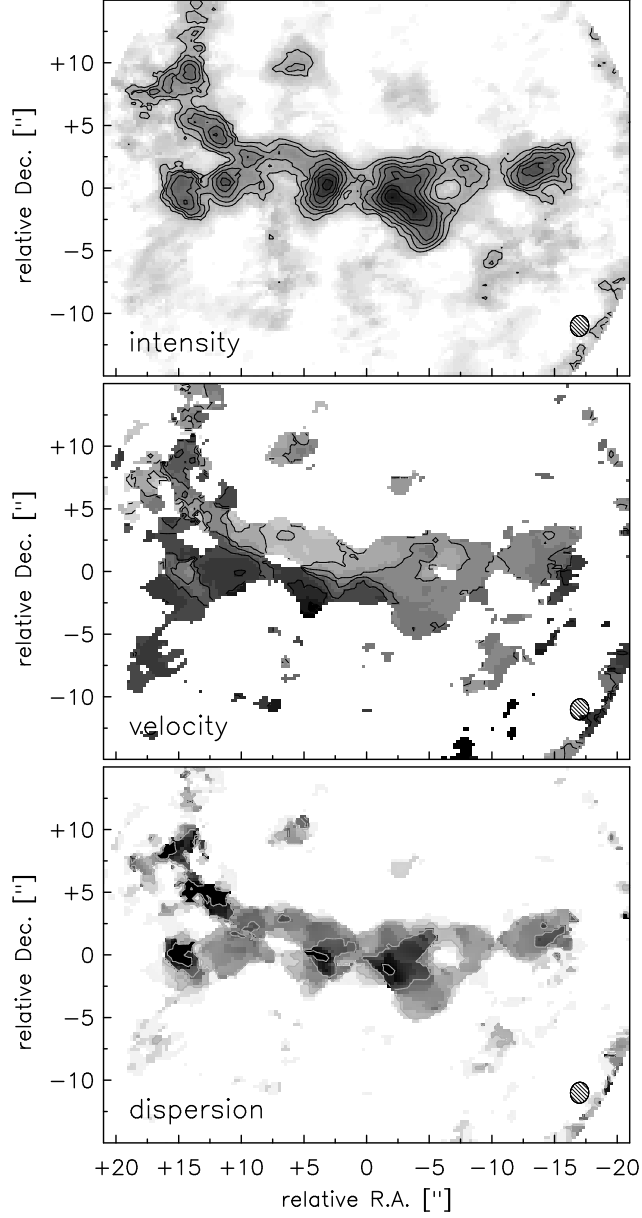 +10
+5
0
−5
−10
relative Dec. ["]
intensity
+10
+5
0
−5
−10
relative Dec. ["]
velocity
+10
+5
0
−5
−10
relative Dec. ["]
dispersion
+20 +15 +10 +5 0 −5 −10 −15 −20
relative R.A. ["]